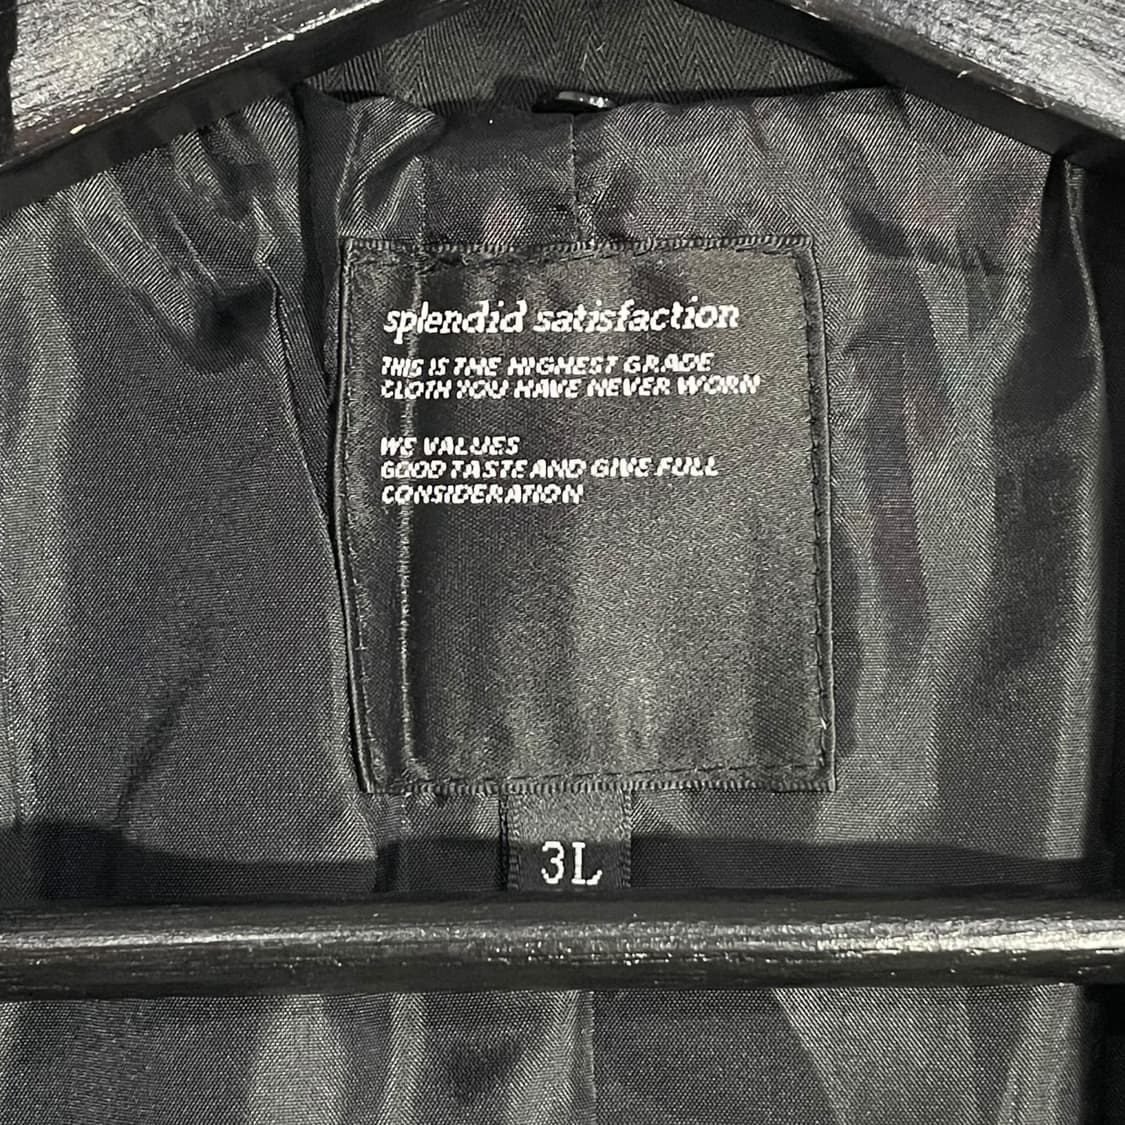 splendid satisfaction
THIS IS THE HIGHEST GRADE
CLOTH YOU HAVE NEVER WORN
WE VALUES
GOOD TASTE AND GIVE FULL
CONSIDERATION
3L